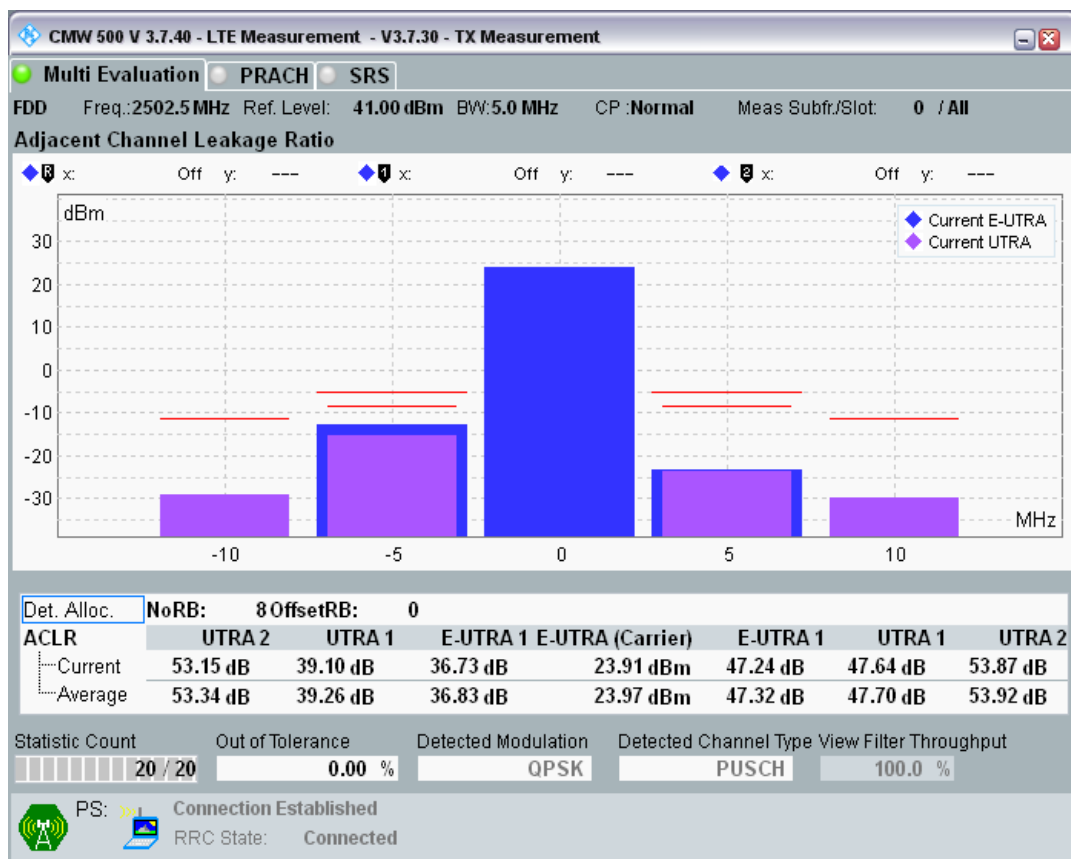 CMW 500 V 3.7.40 - LTE Measurement - V3.7.30 - TX Measurement
Multi Evaluation PRACH SRS
FDD Freq.:2502.5 MHz Ref. Level: 41.00 dBm BW:5.0 MHz CP :Normal Meas Subfr./Slot: 0 / All
Adjacent Channel Leakage Ratio
R x: Off y: --- 1 x: Off y: --- 2 x: Off y: ---
dBm
Current E-UTRA
Current UTRA
30
20
10
0
-10
-20
-30
MHz
-10 -5 0 5 10
Det. Alloc. NoRB: 8 OffsetRB: 0
ACLR UTRA 2 UTRA 1 E-UTRA 1 E-UTRA (Carrier) E-UTRA 1 UTRA 1 UTRA 2
Current 53.15 dB 39.10 dB 36.73 dB 23.91 dBm 47.24 dB 47.64 dB 53.87 dB
Average 53.34 dB 39.26 dB 36.83 dB 23.97 dBm 47.32 dB 47.70 dB 53.92 dB
Statistic Count Out of Tolerance Detected Modulation Detected Channel Type View Filter Throughput
20 / 20 0.00 % QPSK PUSCH 100.0 %
PS: Connection Established
RRC State: Connected